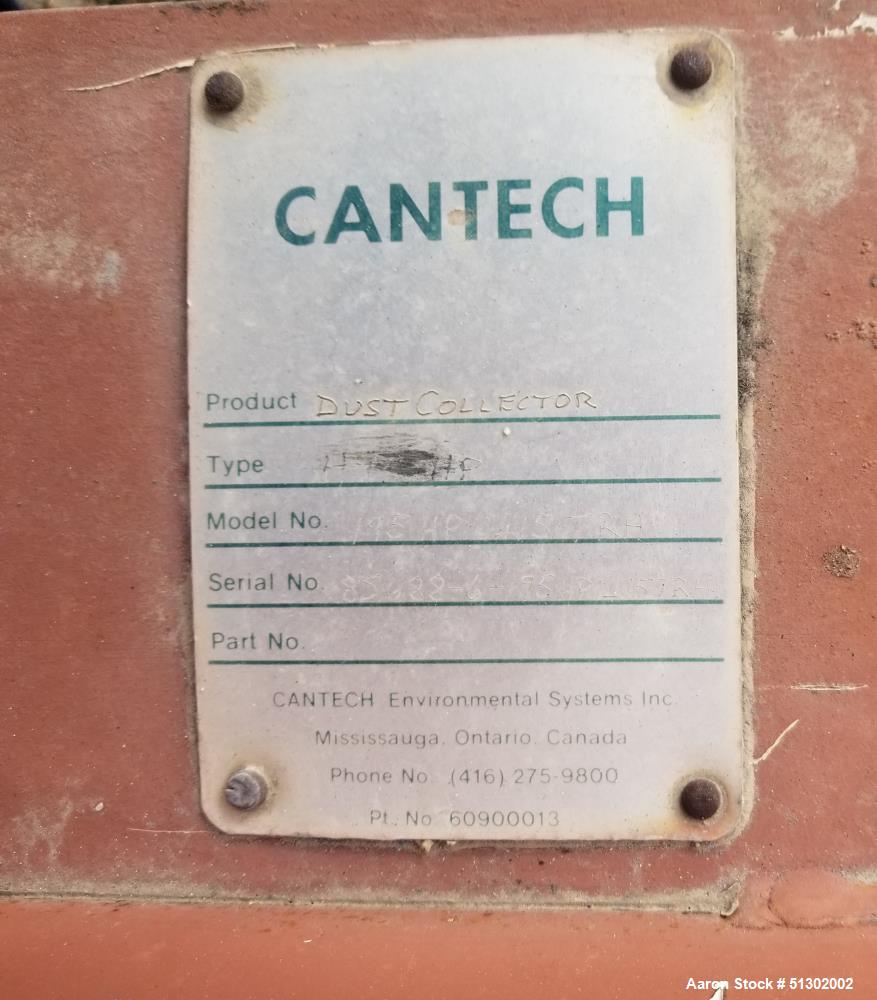 CANTECH
Product DUST COLLECTOR
Type
Model No.
Serial No.
Part No.
CANTECH Environmental Systems Inc.
Mississauga, Ontario, Canada
Phone No. (416) 275-9800
Pt. No. 60900013
Aaron Stock # 51302002